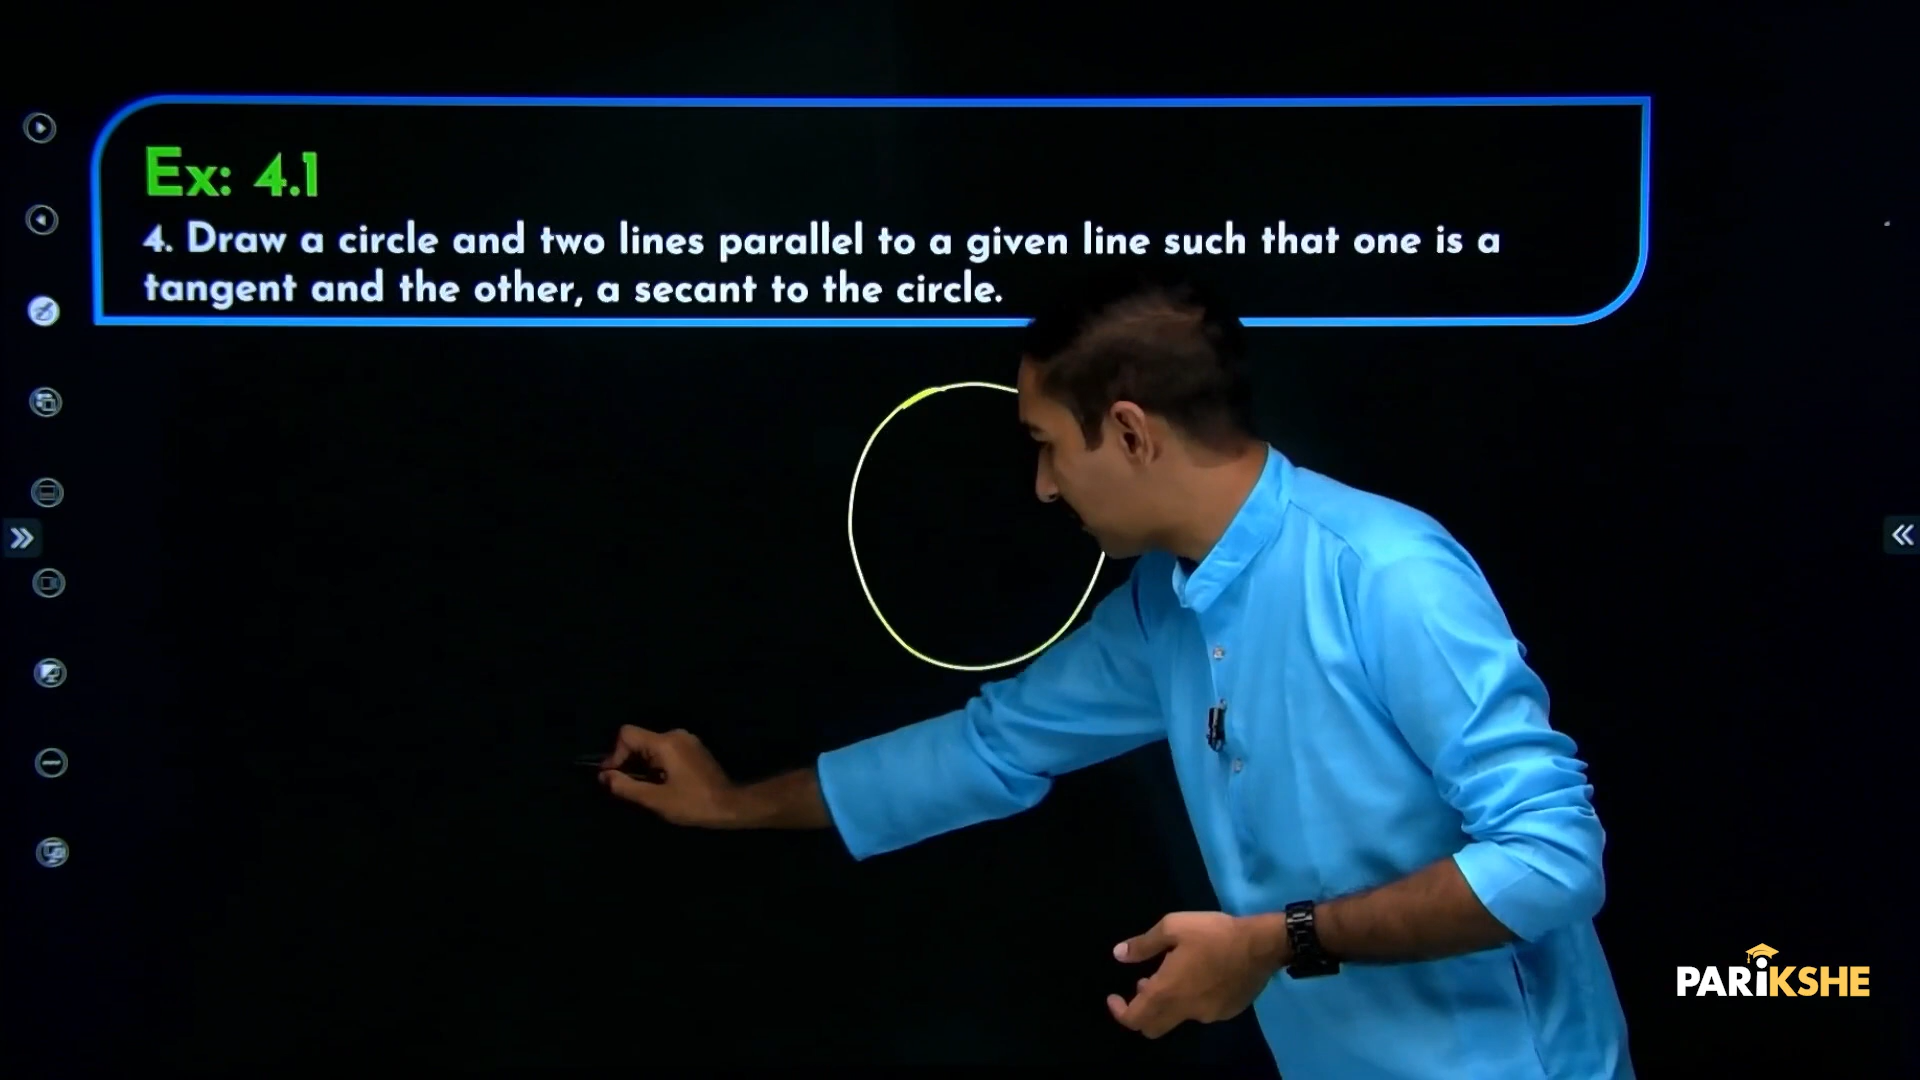 Ex: 4.1
4. Draw a circle and two lines parallel to a given line such that one is a
tangent and the other, a secant to the circle.
PARiKSHE